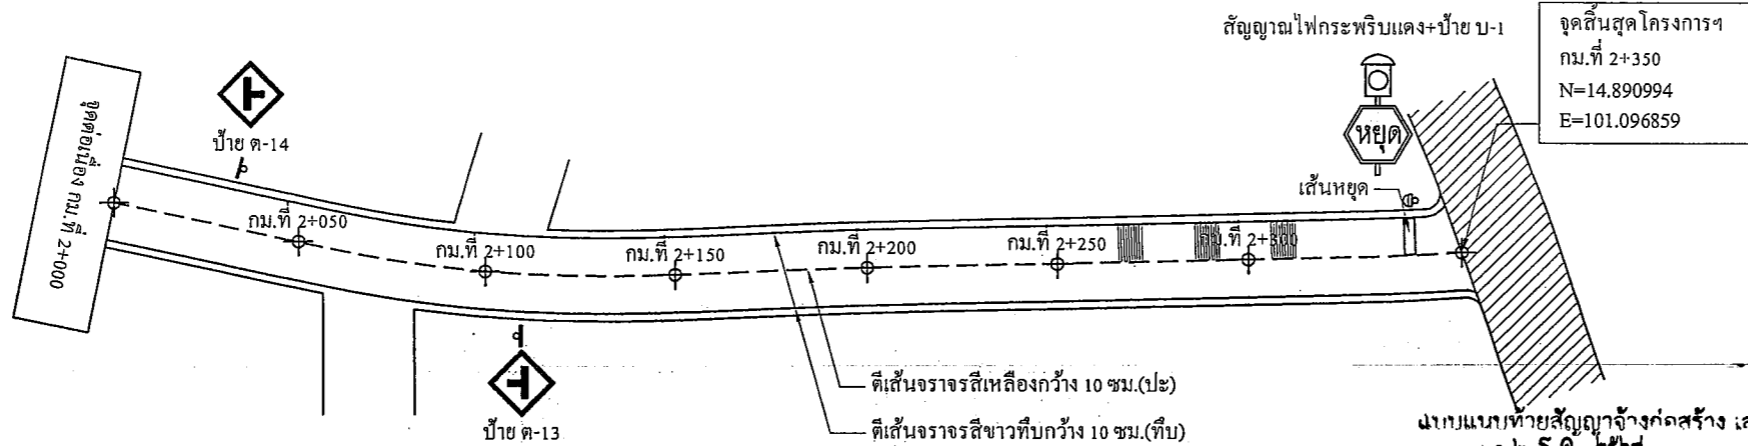 สัญญาณไฟกระพริบแดง+ป้าย บ-1
จุดสิ้นสุดโครงการฯ
กม.ที่ 2+350
N=14.890994
E=101.096859
ป้าย ต-14
หยุด
เส้นหยุด
จุดต่อเนื่อง กม.ที่ 2+000
กม.ที่ 2+050
กม.ที่ 2+100
กม.ที่ 2+150
กม.ที่ 2+200
กม.ที่ 2+250
กม.ที่ 2+300
ป้าย ต-13
ตีเส้นจราจรสีเหลืองกว้าง 10 ซม.(ปะ)
ตีเส้นจราจรสีขาวทึบกว้าง 10 ซม.(ทึบ)
แบบแนบท้ายสัญญาจ้างก่อสร้าง